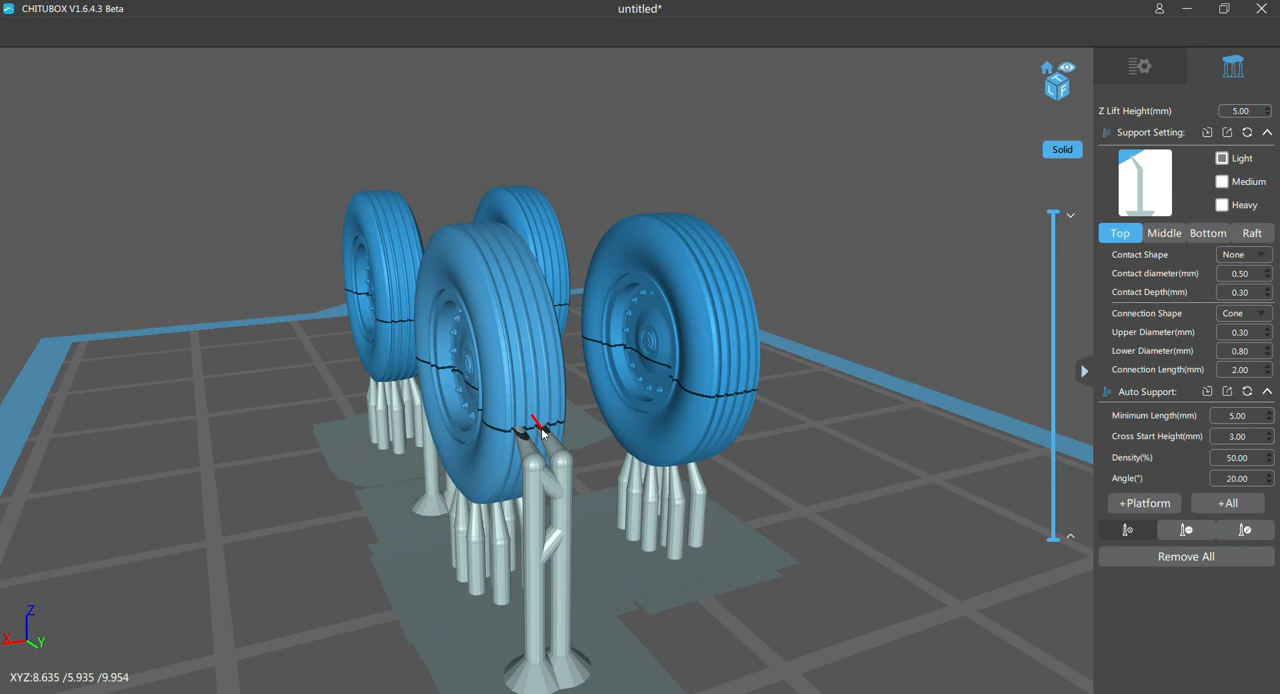 CHITUBOX V1.6.4.3 Beta
untitled*
T
L F
Z Lift Height(mm) 5.00
Support Setting:
Solid
Light
Medium
Heavy
Top Middle Bottom Raft
Contact Shape None
Contact diameter(mm) 0.50
Contact Depth(mm) 0.30
Connection Shape Cone
Upper Diameter(mm) 0.30
Lower Diameter(mm) 0.80
Connection Length(mm) 2.00
Auto Support:
Minimum Length(mm) 5.00
Cross Start Height(mm) 3.00
Density(%) 50.00
Angle(°) 20.00
+Platform +All
Remove All
Z
X Y
XYZ:8.635 /5.935 /9.954